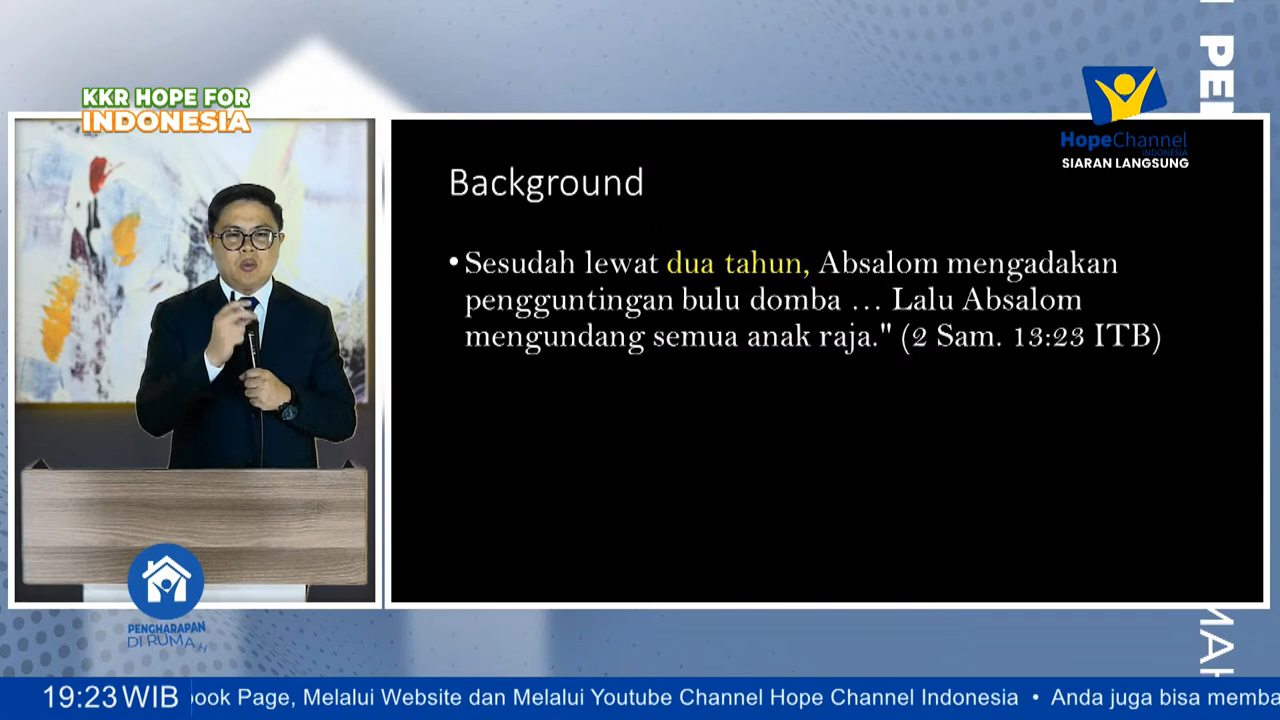 KKR HOPE FOR
INDONESIA
HopeChannel
INDONESIA
SIARAN LANGSUNG
Background
• Sesudah lewat dua tahun, Absalom mengadakan
pengguntingan bulu domba … Lalu Absalom
mengundang semua anak raja." (2 Sam. 13:23 ITB)
PENGHARAPAN
DI RUMAH
19:23 WIB
Page, Melalui Website dan Melalui Youtube Channel Hope Channel Indonesia • Anda juga bisa